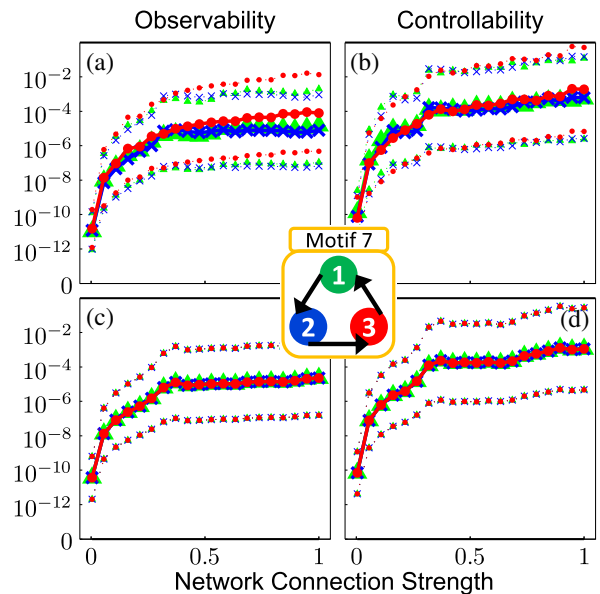 Observability Controllability
(a) (b)
10^{-2}
10^{-4}
10^{-6}
10^{-8}
10^{-10}
10^{-12}
0
Motif 7
1
2 3
(c) (d)
10^{-2}
10^{-4}
10^{-6}
10^{-8}
10^{-10}
10^{-12}
0
0 0.5 1 0 0.5 1
Network Connection Strength